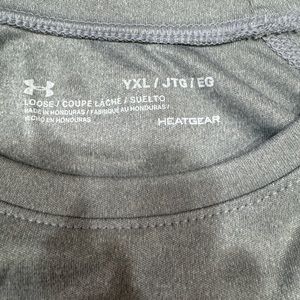 YXL / JTG / EG
LOOSE / COUPE LÂCHE / SUELTO
MADE IN HONDURAS / FABRIQUÉ AU HONDURAS /
HECHO EN HONDURAS
HEATGEAR